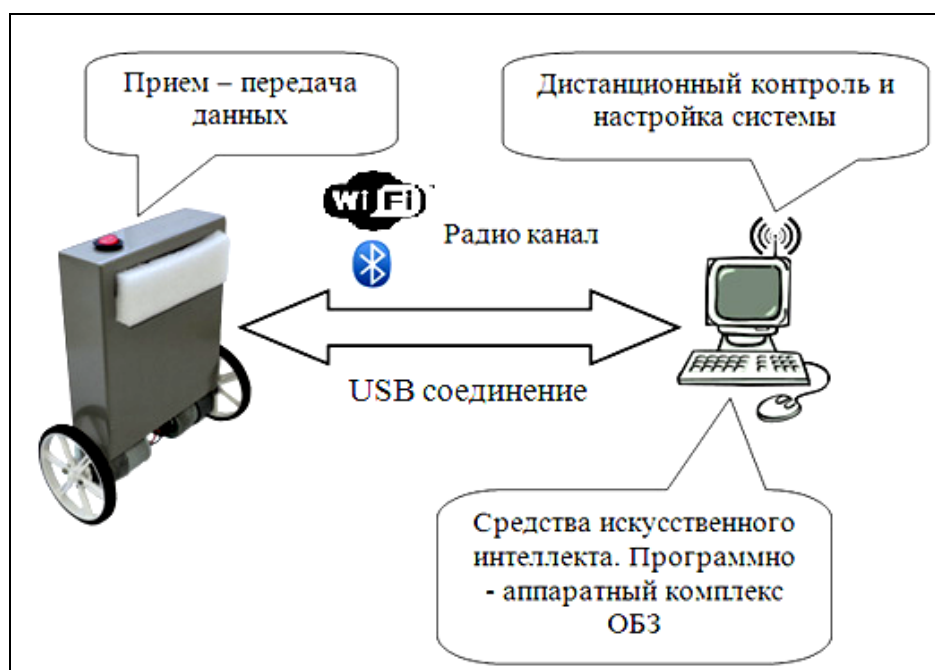 Прием – передача
данных
Дистанционный контроль и
настройка системы
Wi Fi
Радио канал
USB соединение
Средства искусственного
интеллекта. Программно
- аппаратный комплекс
ОБЗ